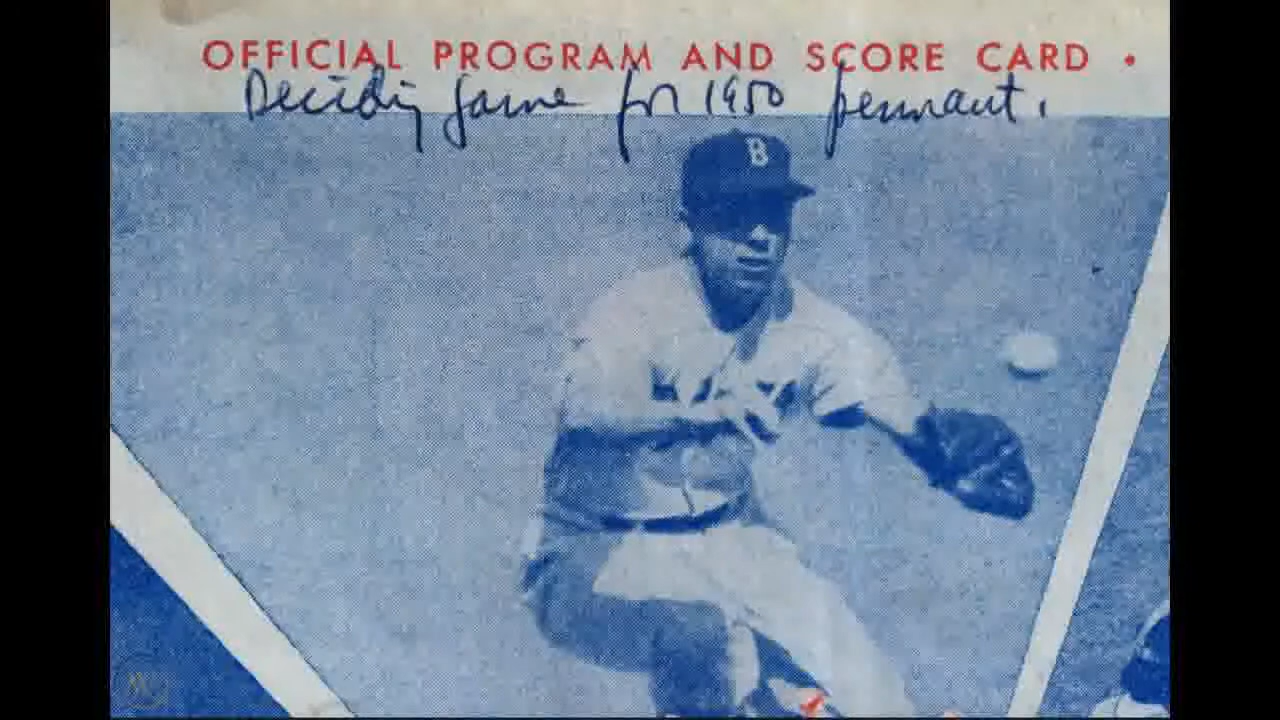 OFFICIAL PROGRAM AND SCORE CARD •
Deciding game for 1950 pennant.
B